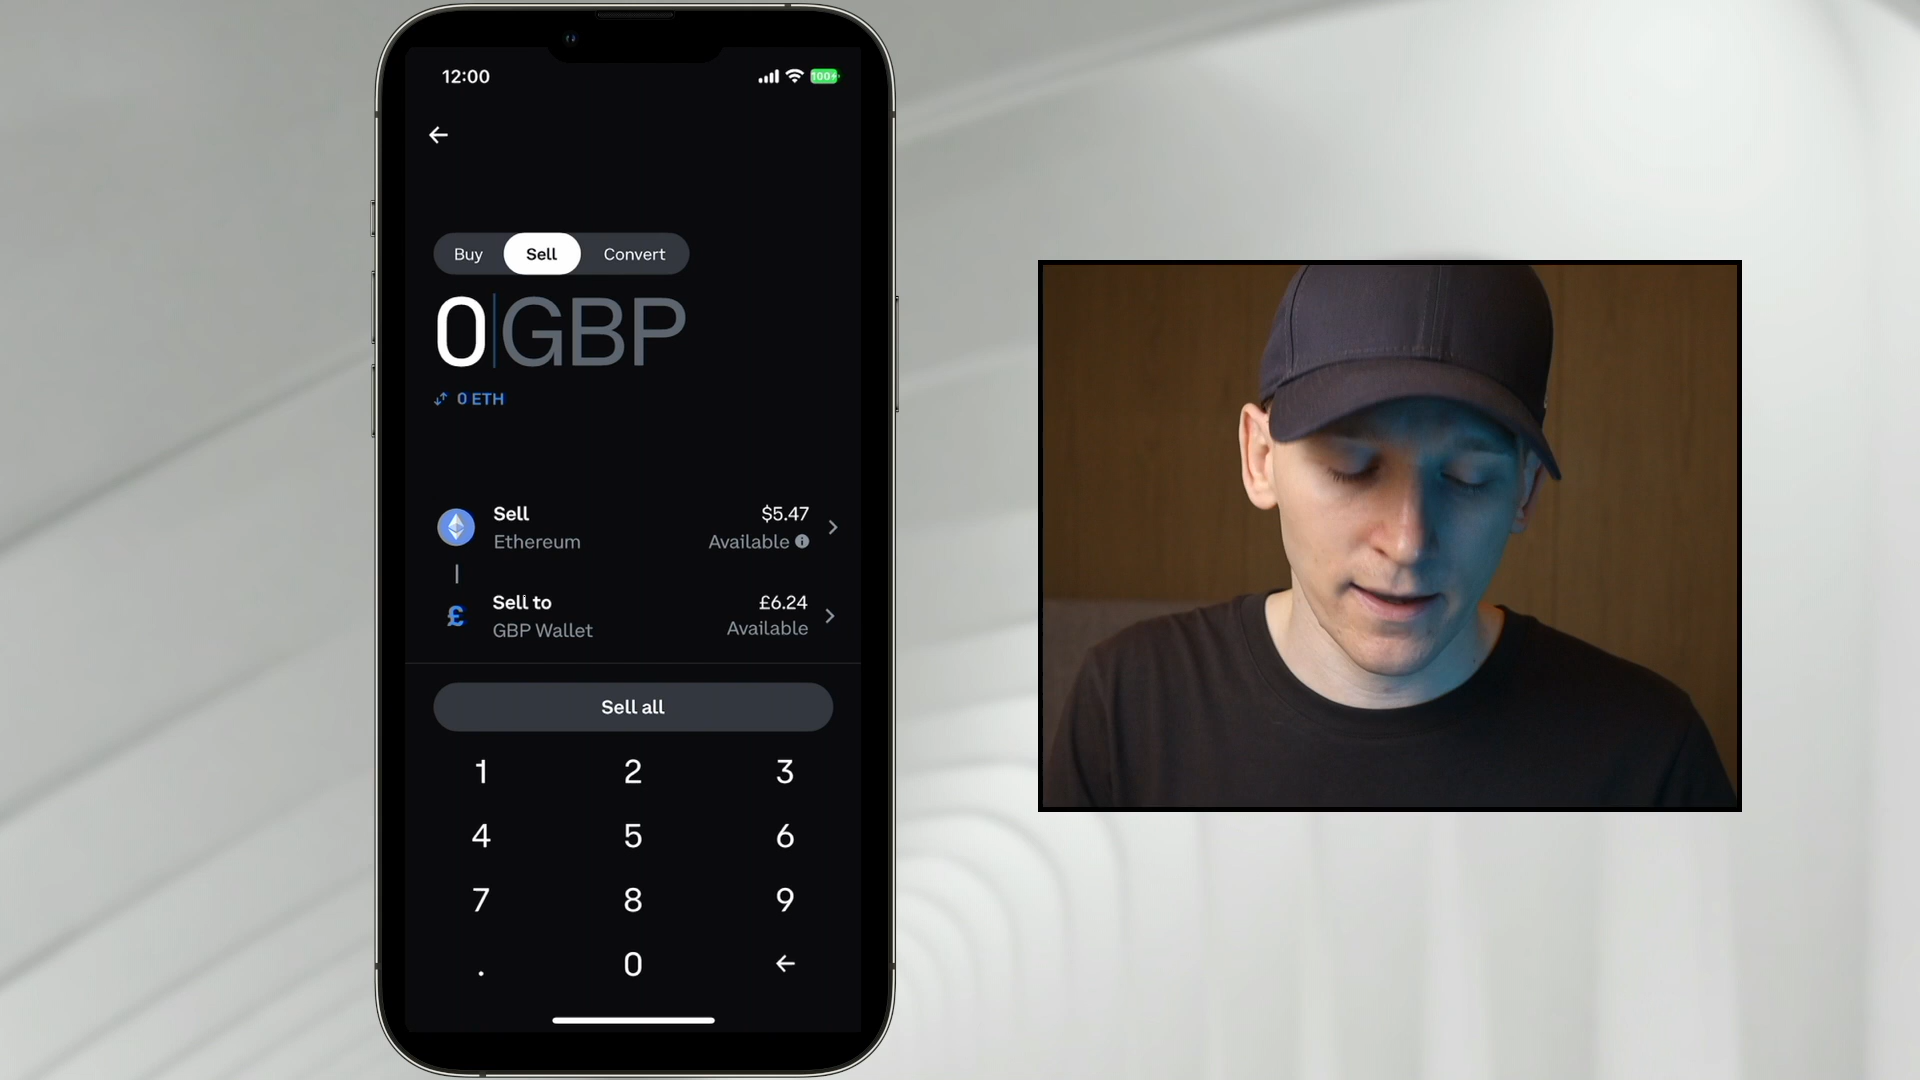 12:00
100
Buy Sell Convert
0 GBP
0 ETH
Sell $5.47
Ethereum Available
£ Sell to £6.24
GBP Wallet Available
Sell all
1 2 3
4 5 6
7 8 9
. 0